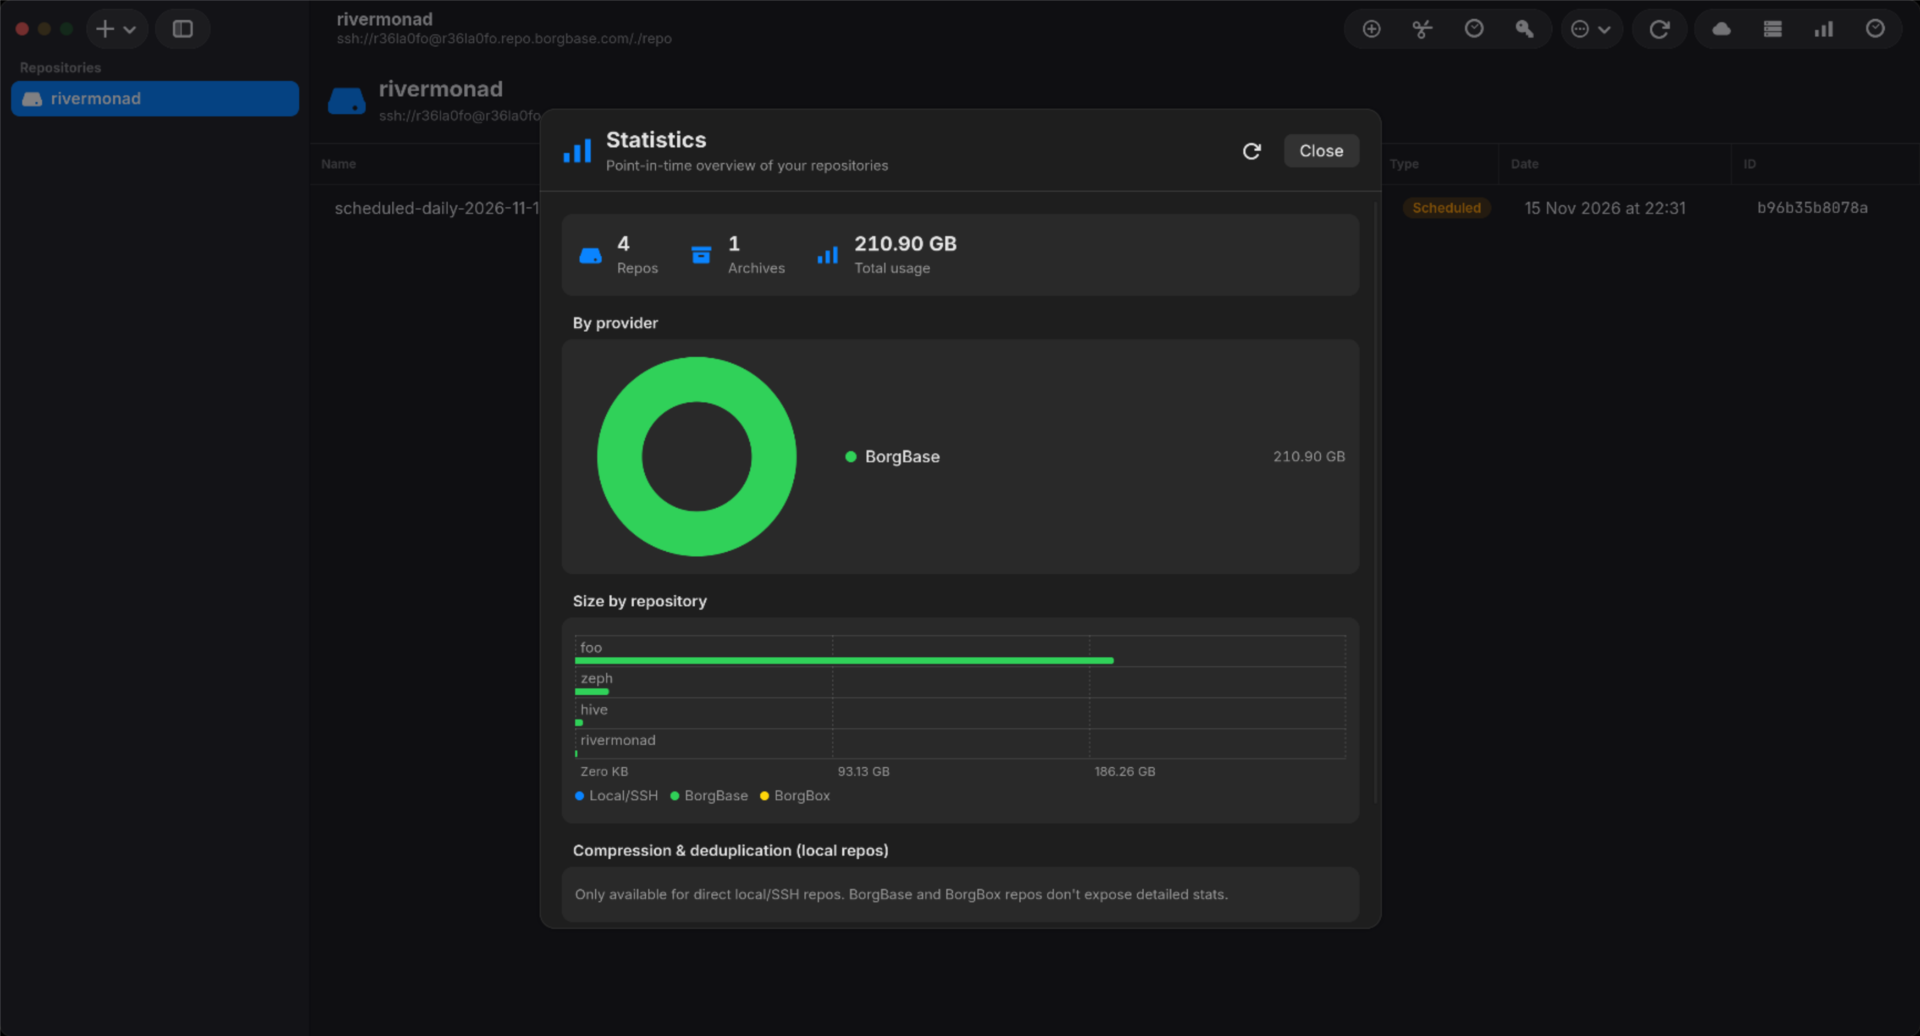 rivermonad
ssh://r36la0fo@r36la0fo.repo.borgbase.com/./repo
Repositories
rivermonad
rivermonad
ssh://r36la0fo@r36la0fo
Name
Type
Date
ID
scheduled-daily-2026-11-1
Scheduled
15 Nov 2026 at 22:31
b96b35b8078a
Statistics
Point-in-time overview of your repositories
Close
4
Repos
1
Archives
210.90 GB
Total usage
By provider
BorgBase
210.90 GB
Size by repository
foo
zeph
hive
rivermonad
Zero KB
93.13 GB
186.26 GB
Local/SSH
BorgBase
BorgBox
Compression & deduplication (local repos)
Only available for direct local/SSH repos. BorgBase and BorgBox repos don't expose detailed stats.